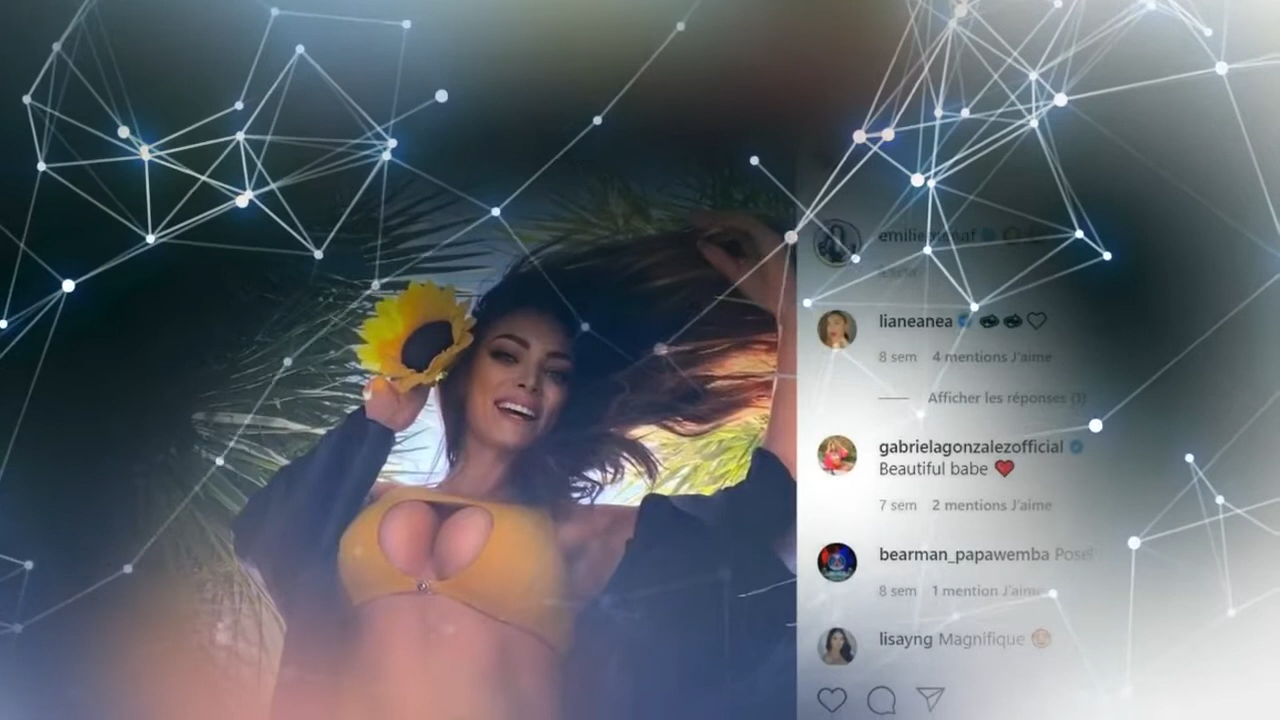 lianeanea
8 sem 4 mentions J'aime
Afficher les réponses (1)
gabrielagonzalezofficial
Beautiful babe ❤️
7 sem 2 mentions J'aime
bearman_papawemba
8 sem 1 mention J'aime
lisayng Magnifique